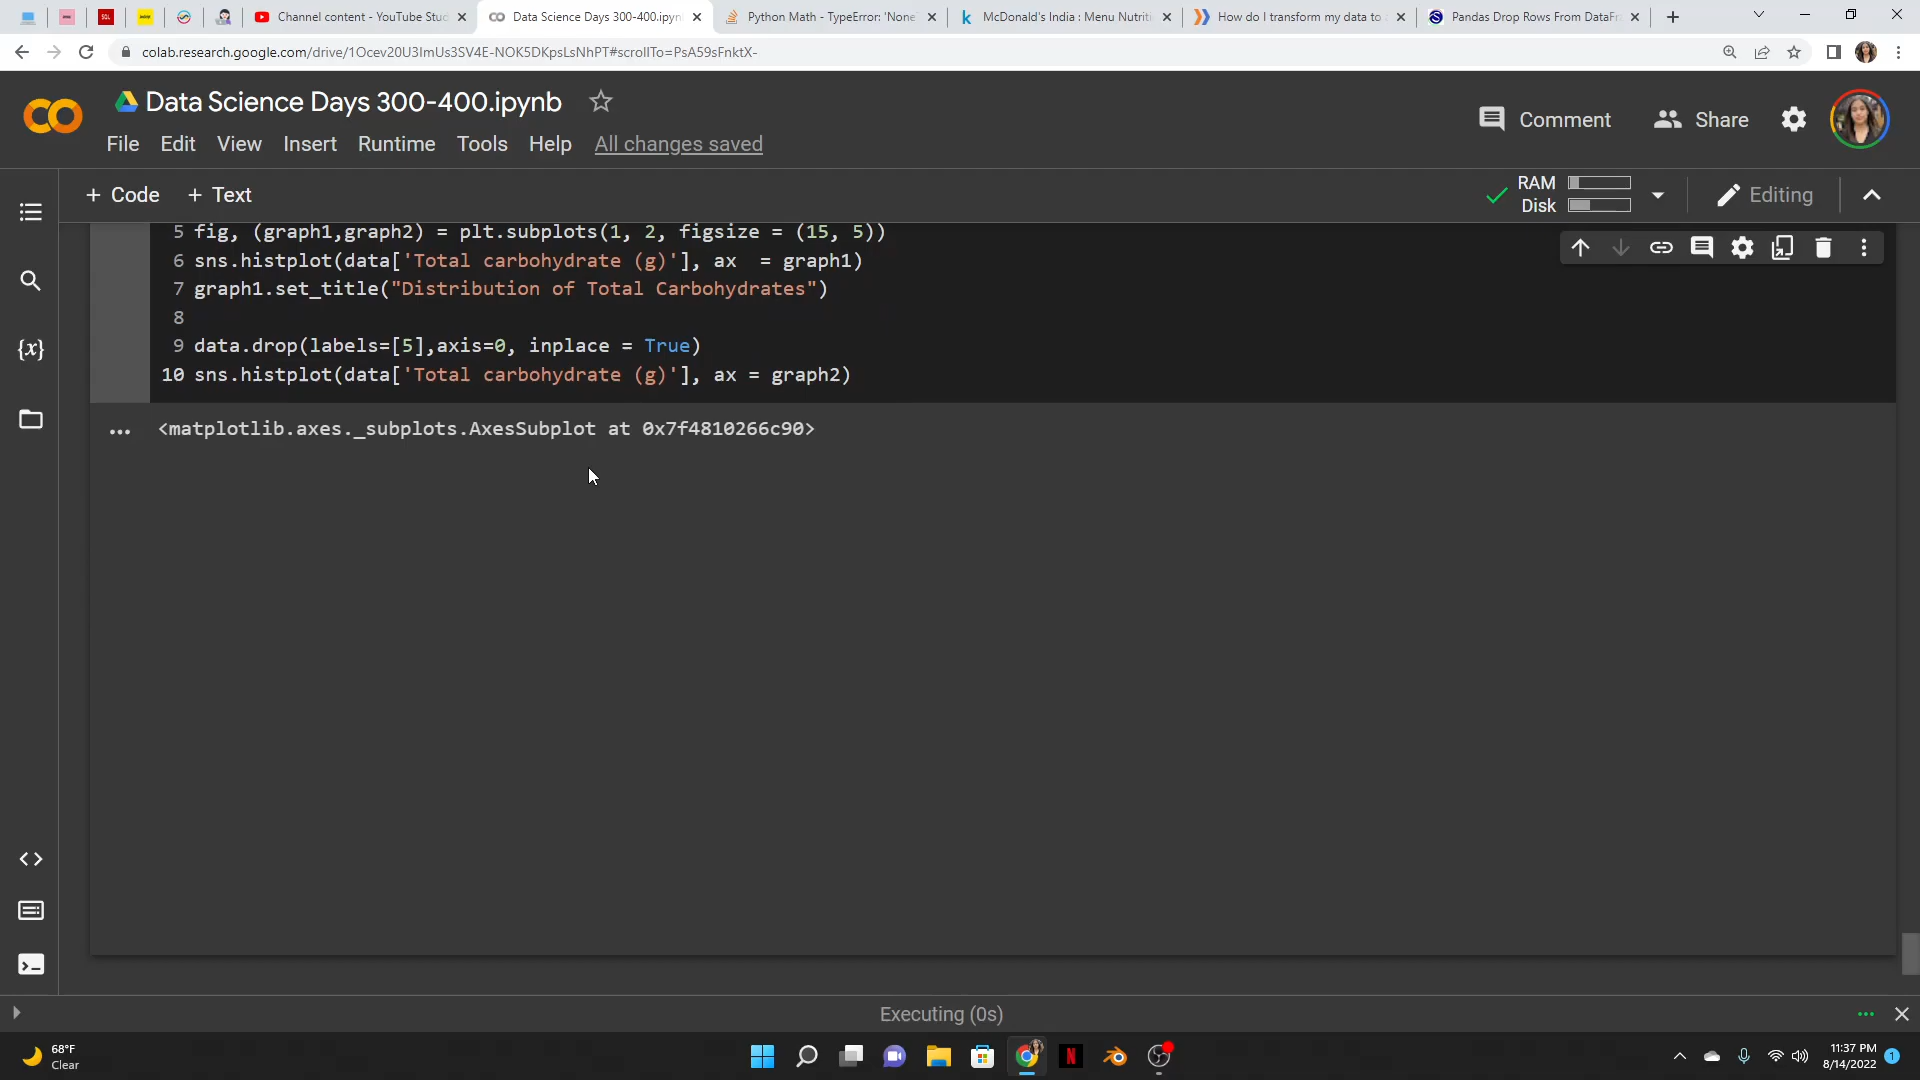 Channel content - YouTube Stud
Data Science Days 300-400.ipyn
Python Math - TypeError: 'None
McDonald's India : Menu Nutriti
How do I transform my data to
Pandas Drop Rows From DataFr
colab.research.google.com/drive/1Ocev20U3ImUs3SV4E-NOK5DKpsLsNhPT#scrollTo=PsA59sFnktX-
Data Science Days 300-400.ipynb
Comment
Share
File Edit View Insert Runtime Tools Help All changes saved
+ Code + Text
RAM
Disk
Editing
5 fig, (graph1,graph2) = plt.subplots(1, 2, figsize = (15, 5))
6 sns.histplot(data['Total carbohydrate (g)'], ax  = graph1)
7 graph1.set_title("Distribution of Total Carbohydrates")
8
9 data.drop(labels=[5],axis=0, inplace = True)
10 sns.histplot(data['Total carbohydrate (g)'], ax = graph2)
<matplotlib.axes._subplots.AxesSubplot at 0x7f4810266c90>
Executing (0s)
68°F
Clear
11:37 PM
8/14/2022
1